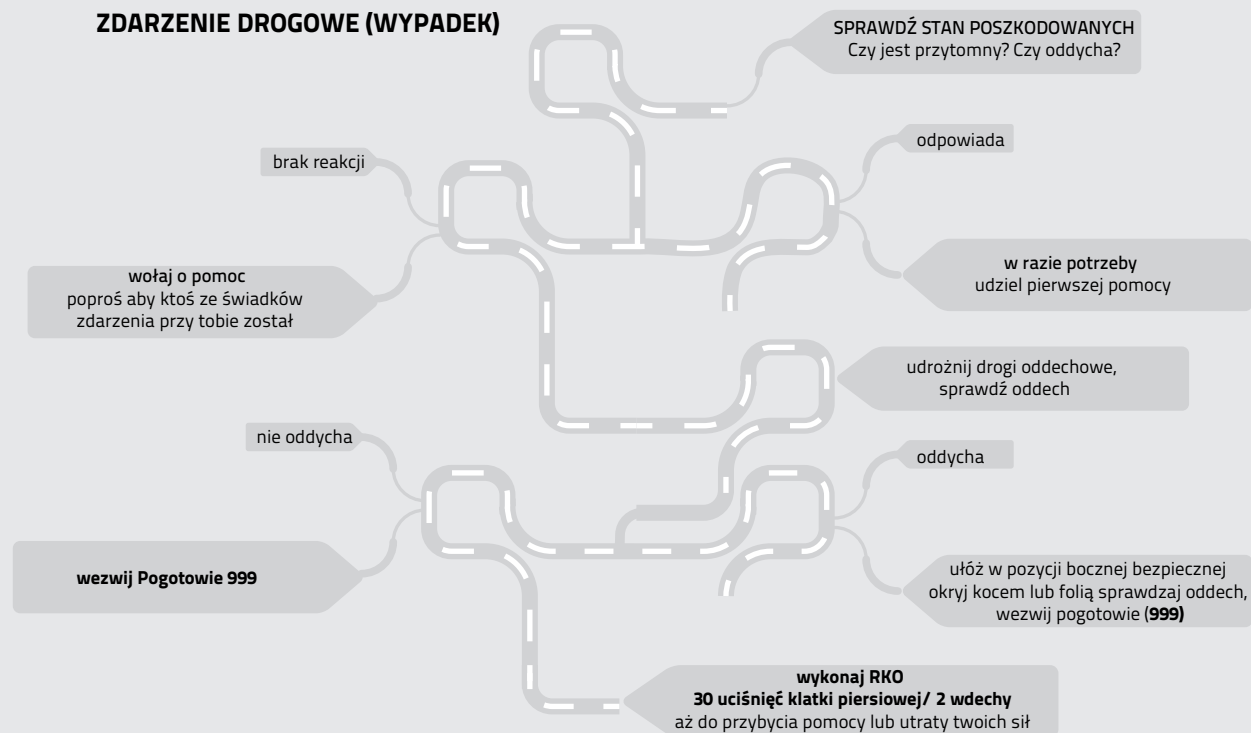 ZDARZENIE DROGOWE (WYPADEK)
SPRAWDŹ STAN POSZKODOWANYCH
Czy jest przytomny? Czy oddycha?
brak reakcji
odpowiada
wołaj o pomoc
poproś aby ktoś ze świadków
zdarzenia przy tobie został
w razie potrzeby
udziel pierwszej pomocy
udrożnij drogi oddechowe,
sprawdź oddech
nie oddycha
oddycha
wezwij Pogotowie 999
ułóż w pozycji bocznej bezpiecznej
okryj kocem lub folią sprawdzaj oddech,
wezwij pogotowie (999)
wykonaj RKO
30 uciśnięć klatki piersiowej/ 2 wdechy
aż do przybycia pomocy lub utraty twoich sił